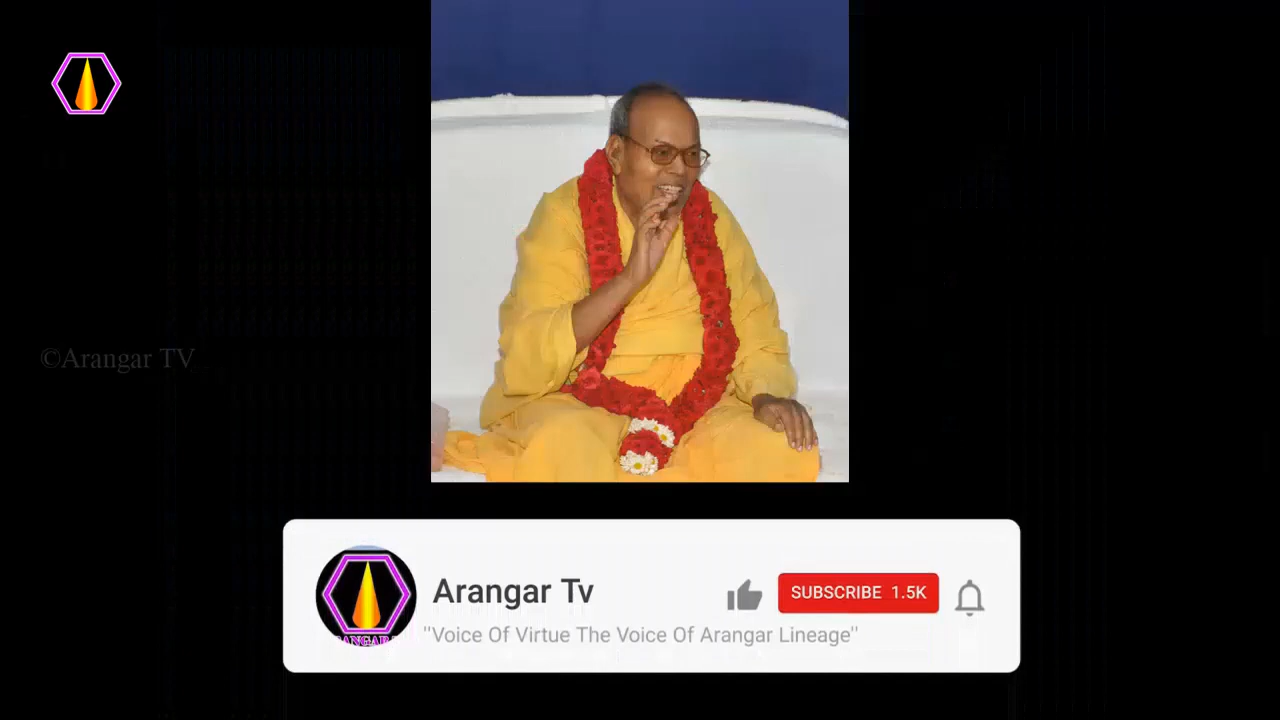 ©Arangar TV
Arangar Tv
SUBSCRIBE 1.5K
"Voice Of Virtue The Voice Of Arangar Lineage"